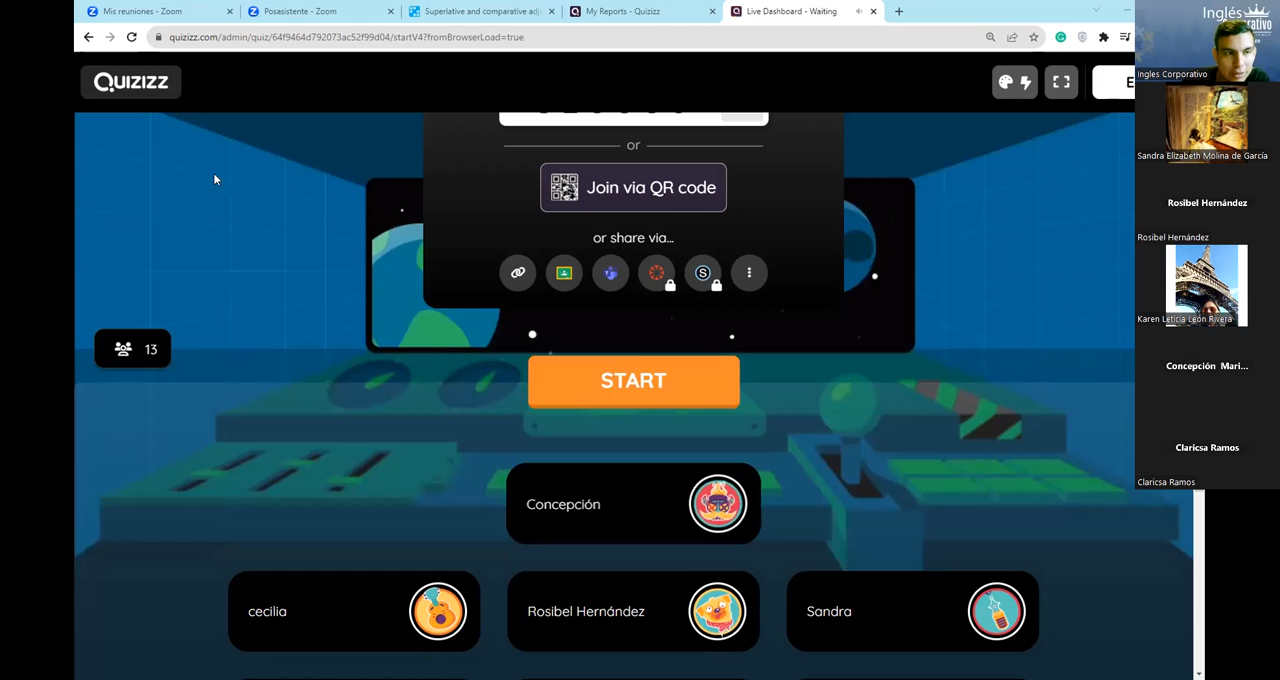 Mis reuniones - Zoom
Posasistente - Zoom
Superlative and comparative adj
My Reports - Quizizz
Live Dashboard - Waiting
quizizz.com/admin/quiz/64f9464d792073ac52f99d04/startV4?fromBrowserLoad=true
QUIZIZZ
E
or
Join via QR code
or share via...
S
13
START
Concepción
cecilia
Rosibel Hernández
Sandra
Inglés
Ingles Corporativo
Sandra Elizabeth Molina de García
Rosibel Hernández
Rosibel Hernández
Karen Leticia León Rivera
Concepción Mari...
Claricsa Ramos
Claricsa Ramos